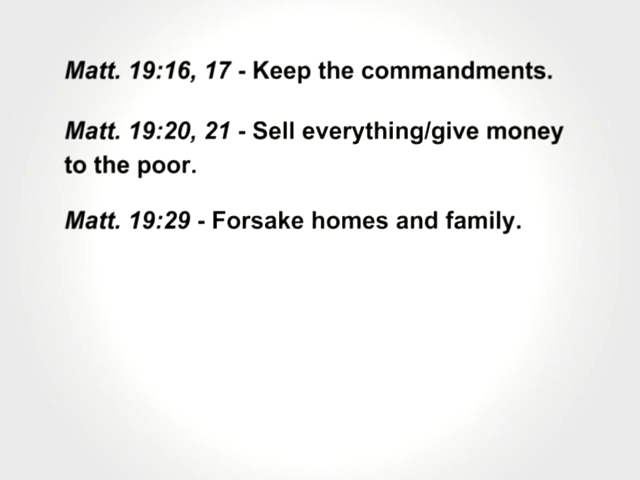 Matt. 19:16, 17 - Keep the commandments.
Matt. 19:20, 21 - Sell everything/give money
to the poor.
Matt. 19:29 - Forsake homes and family.